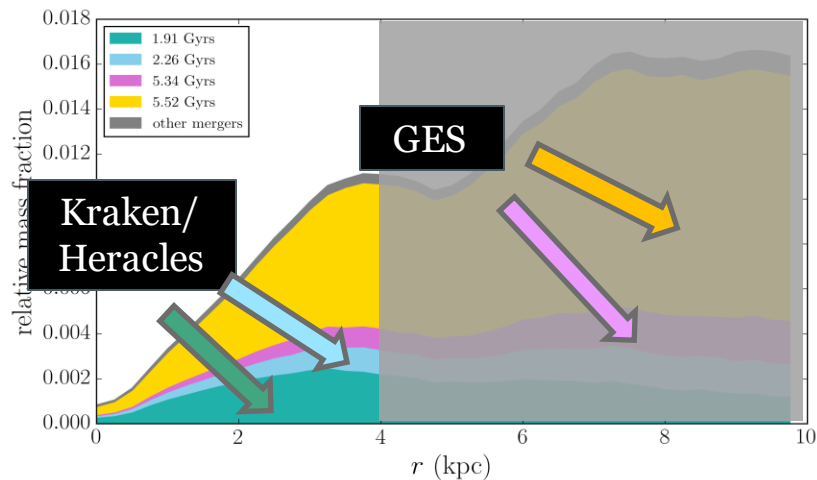 0.018
0.016
0.014
0.012
0.004
0.002
0.000
relative mass fraction
1.91 Gyrs
2.26 Gyrs
5.34 Gyrs
5.52 Gyrs
other mergers
GES
Kraken/
Heracles
0 2 4 6 8 10
r (kpc)